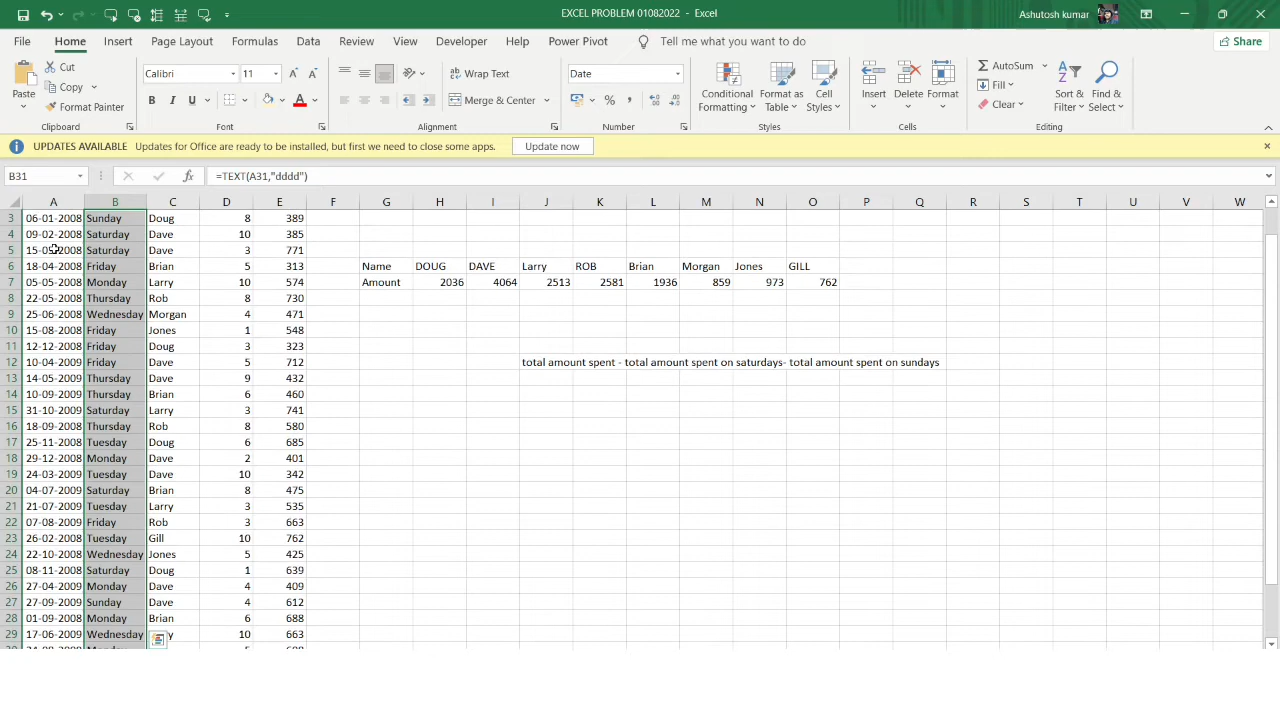 EXCEL PROBLEM 01082022 - Excel
Ashutosh kumar
File Home Insert Page Layout Formulas Data Review View Developer Help Power Pivot Tell me what you want to do Share
Paste Cut Copy Format Painter Clipboard
Calibri 11 B I U A Font
Wrap Text Merge & Center Alignment
Date % , Number
Conditional Formatting Format as Table Cell Styles Styles
Insert Delete Format Cells
AutoSum Fill Clear Sort & Filter Find & Select Editing
UPDATES AVAILABLE Updates for Office are ready to be installed, but first we need to close some apps. Update now
B31 fx =TEXT(A31,"dddd")
A B C D E F G H I J K L M N O P Q R S T U V W
3 06-01-2008 Sunday Doug 8 389
4 09-02-2008 Saturday Dave 10 385
5 Saturday Dave 3 771
6 18-04-2008 Friday Brian 5 313 Name DOUG DAVE Larry ROB Brian Morgan Jones GILL
7 05-05-2008 Monday Larry 10 574 Amount 2036 4064 2513 2581 1936 859 973 762
8 22-05-2008 Thursday Rob 8 730
9 25-06-2008 Wednesday Morgan 4 471
10 15-08-2008 Friday Jones 1 548
11 12-12-2008 Friday Doug 3 323
12 10-04-2009 Friday Dave 5 712 total amount spent - total amount spent on saturdays- total amount spent on sundays
13 14-05-2009 Thursday Dave 9 432
14 10-09-2009 Thursday Brian 6 460
15 31-10-2009 Saturday Larry 3 741
16 18-09-2008 Thursday Rob 8 580
17 25-11-2008 Tuesday Doug 6 685
18 29-12-2008 Monday Dave 2 401
19 24-03-2009 Tuesday Dave 10 342
20 04-07-2009 Saturday Brian 8 475
21 21-07-2009 Tuesday Larry 3 535
22 07-08-2009 Friday Rob 3 663
23 26-02-2008 Tuesday Gill 10 762
24 22-10-2008 Wednesday Jones 5 425
25 08-11-2008 Saturday Doug 1 639
26 27-04-2009 Monday Dave 4 409
27 27-09-2009 Sunday Dave 4 612
28 01-09-2008 Monday Brian 6 688
29 17-06-2009 Wednesday y 10 663